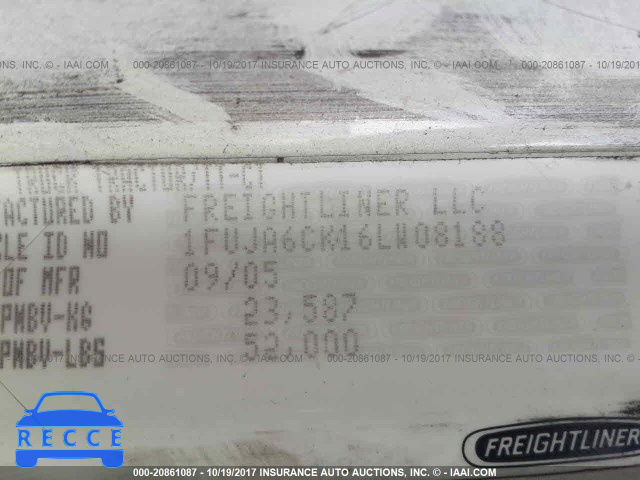 000-20861087 - 10/19/2017 INSURANCE AUTO AUCTIONS, INC. - © IAAI.COM
TRUCK TRACTOR/TT-CT
FACTURED BY FREIGHTLINER LLC
CLE ID NO 1FUJA6CK16LW08188
OF MFR 09/05
PMBV-KG 23,587
PMBV-LBS 52,000
RECCE
FREIGHTLINER
000-20861087 - 10/19/2017 INSURANCE AUTO AUCTIONS, INC. - © IAAI.COM